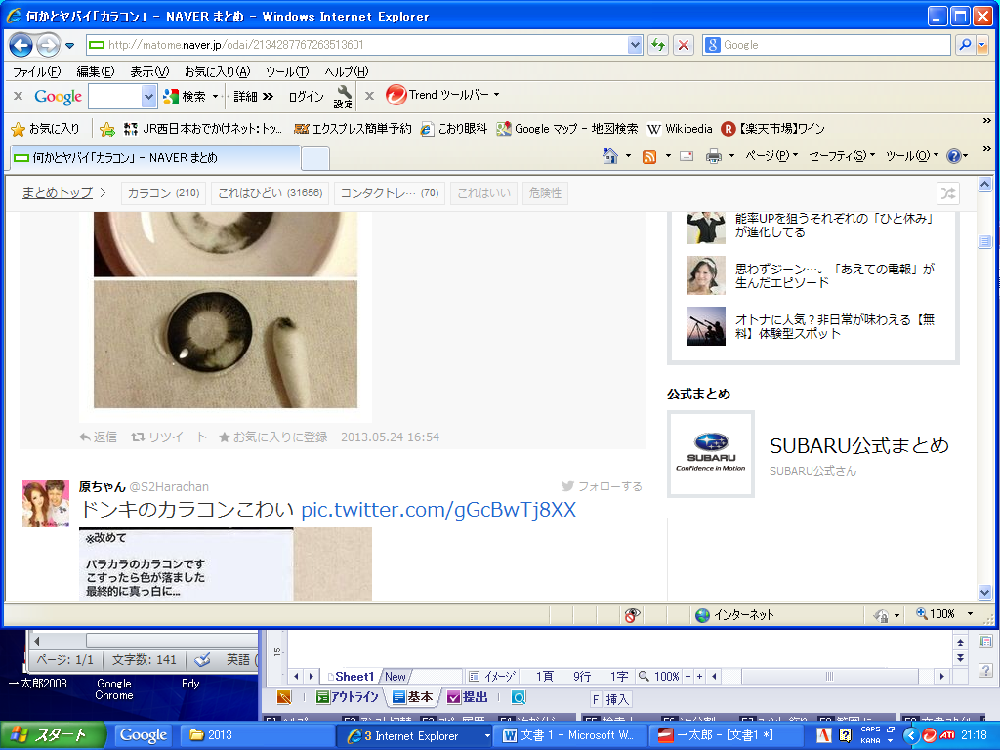 何かとヤバイ「カラコン」 - NAVER まとめ - Windows Internet Explorer
http://matome.naver.jp/odai/2134287767263513601
Google
ファイル(F) 編集(E) 表示(V) お気に入り(A) ツール(T) ヘルプ(H)
Google 検索 詳細 ログイン 設定 Trend ツールバー
お気に入り JR西日本おでかけネット:トッ... エクスプレス簡単予約 こおり眼科 Google マップ - 地図検索 Wikipedia 【楽天市場】ワイン
何かとヤバイ「カラコン」 - NAVER まとめ
ページ(P) セーフティ(S) ツール(O)
まとめトップ カラコン (210) これはひどい (31656) コンタクトレ… (70) これはいい 危険性
能率UPを狙うそれぞれの「ひと休み」
が進化してる
思わずジーン…。「あえての電報」が
生んだエピソード
オトナに人気？非日常が味わえる【無
料】体験型スポット
公式まとめ
SUBARU
Confidence in Motion
SUBARU公式まとめ
SUBARU公式さん
返信 リツイート お気に入りに登録 2013.05.24 16:54
原ちゃん @S2Harachan フォローする
ドンキのカラコンこわい pic.twitter.com/gGcBwTj8XX
※改めて
パラカラのカラコンです
こすったら色が落ました
最終的に真っ白に...
インターネット 100%
ページ: 1/1 文字数: 141 英語
15
Sheet1 New イメージ 1頁 9行 1字 100%
一太郎2008
Google
Chrome
Edy
アウトライン 基本 提出 F 挿入
スタート Google 2013 3 Internet Explorer 文書 1 - Microsoft W... 一太郎 - [文書1 *] A CAPS KANA ATI 21:18